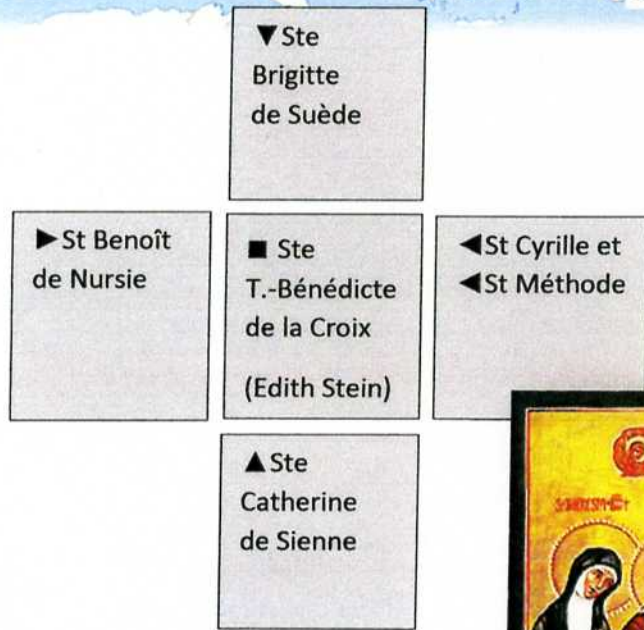 ▼ Ste
Brigitte
de Suède
► St Benoît
de Nursie
■ Ste
T.-Bénédicte
de la Croix
(Edith Stein)
◄ St Cyrille et
◄ St Méthode
▲ Ste
Catherine
de Sienne